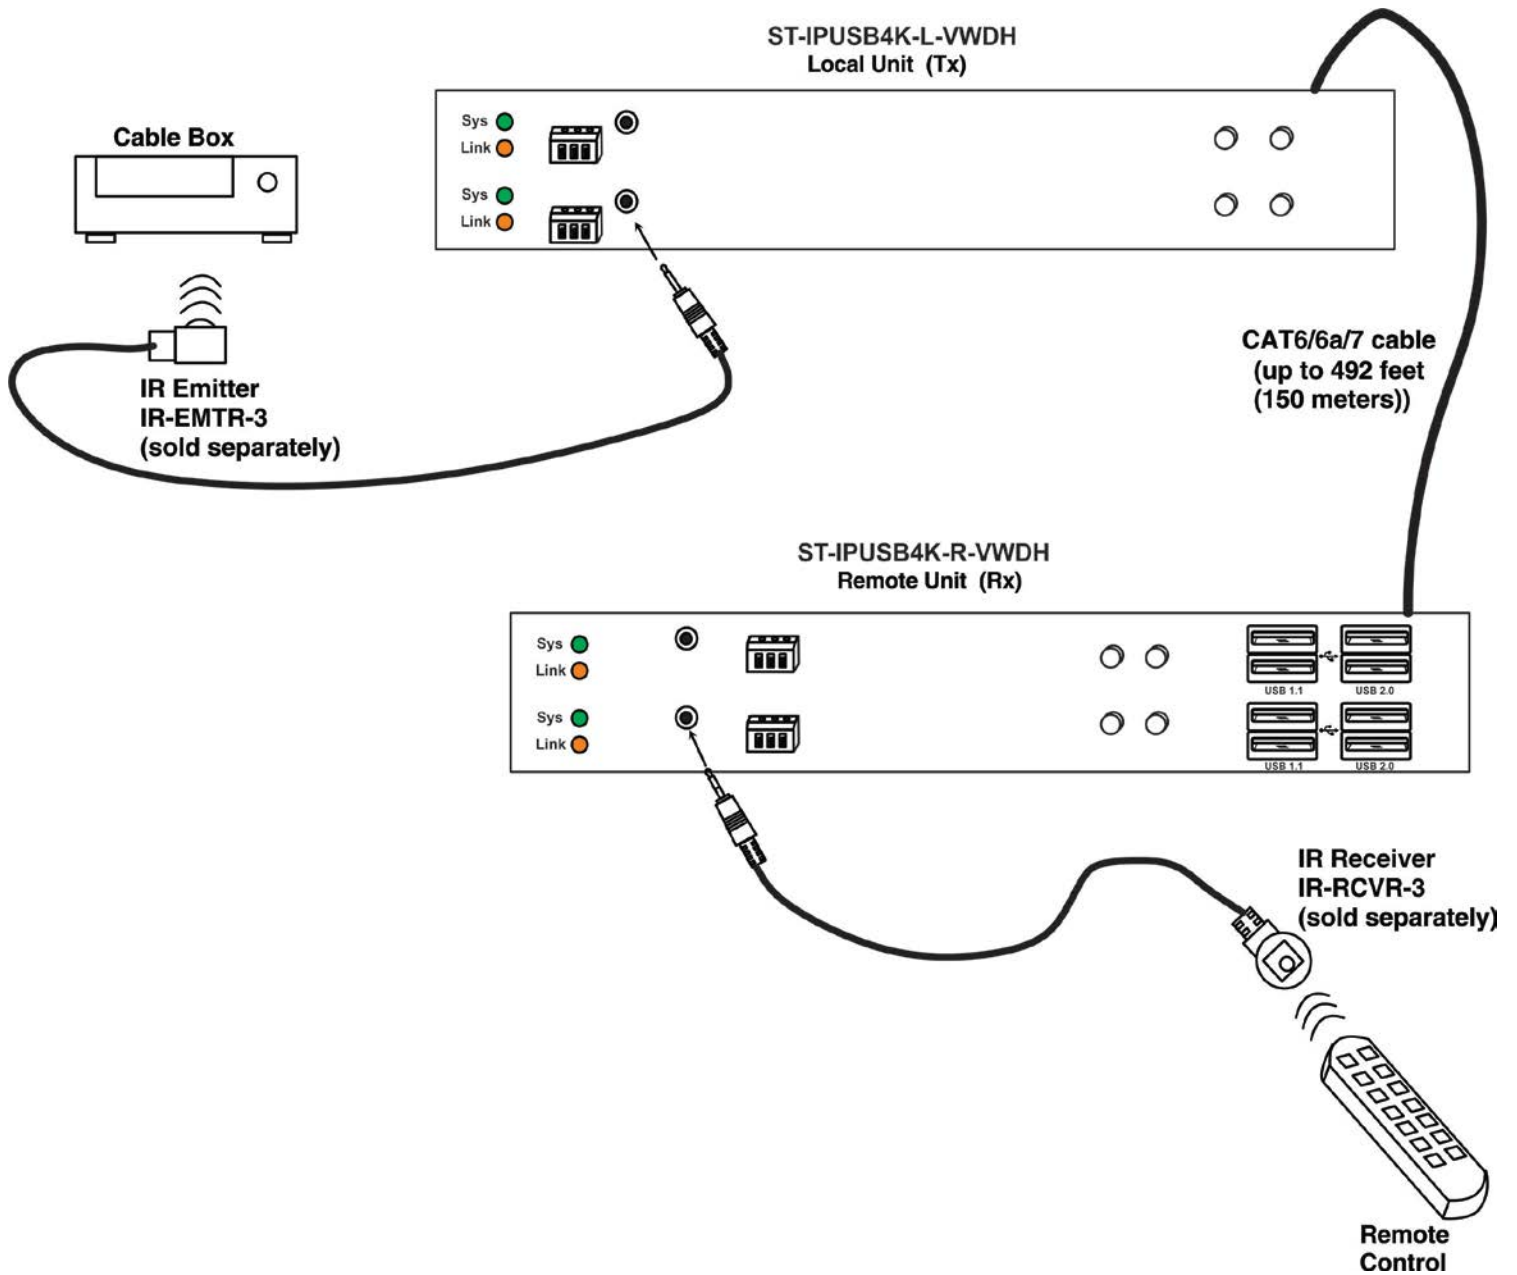 ST-IPUSB4K-L-VWDH
Local Unit (Tx)
Sys
Link
Sys
Link
Cable Box
IR Emitter
IR-EMTR-3
(sold separately)
CAT6/6a/7 cable
(up to 492 feet
(150 meters))
ST-IPUSB4K-R-VWDH
Remote Unit (Rx)
Sys
Link
Sys
Link
USB 1.1
USB 2.0
USB 1.1
USB 2.0
IR Receiver
IR-RCVR-3
(sold separately)
Remote
Control